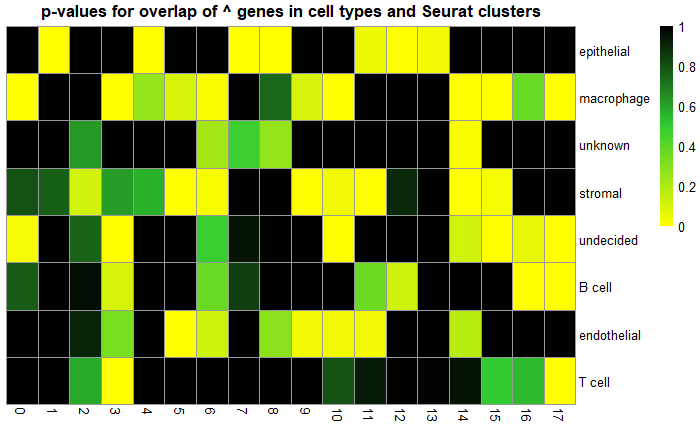 p-values for overlap of ^ genes in cell types and Seurat clusters
1
epithelial
0.8
macrophage
0.6
unknown
0.4
stromal
0.2
0
undecided
B cell
endothelial
T cell
0 1 2 3 4 5 6 7 8 9 10 11 12 13 14 15 16 17